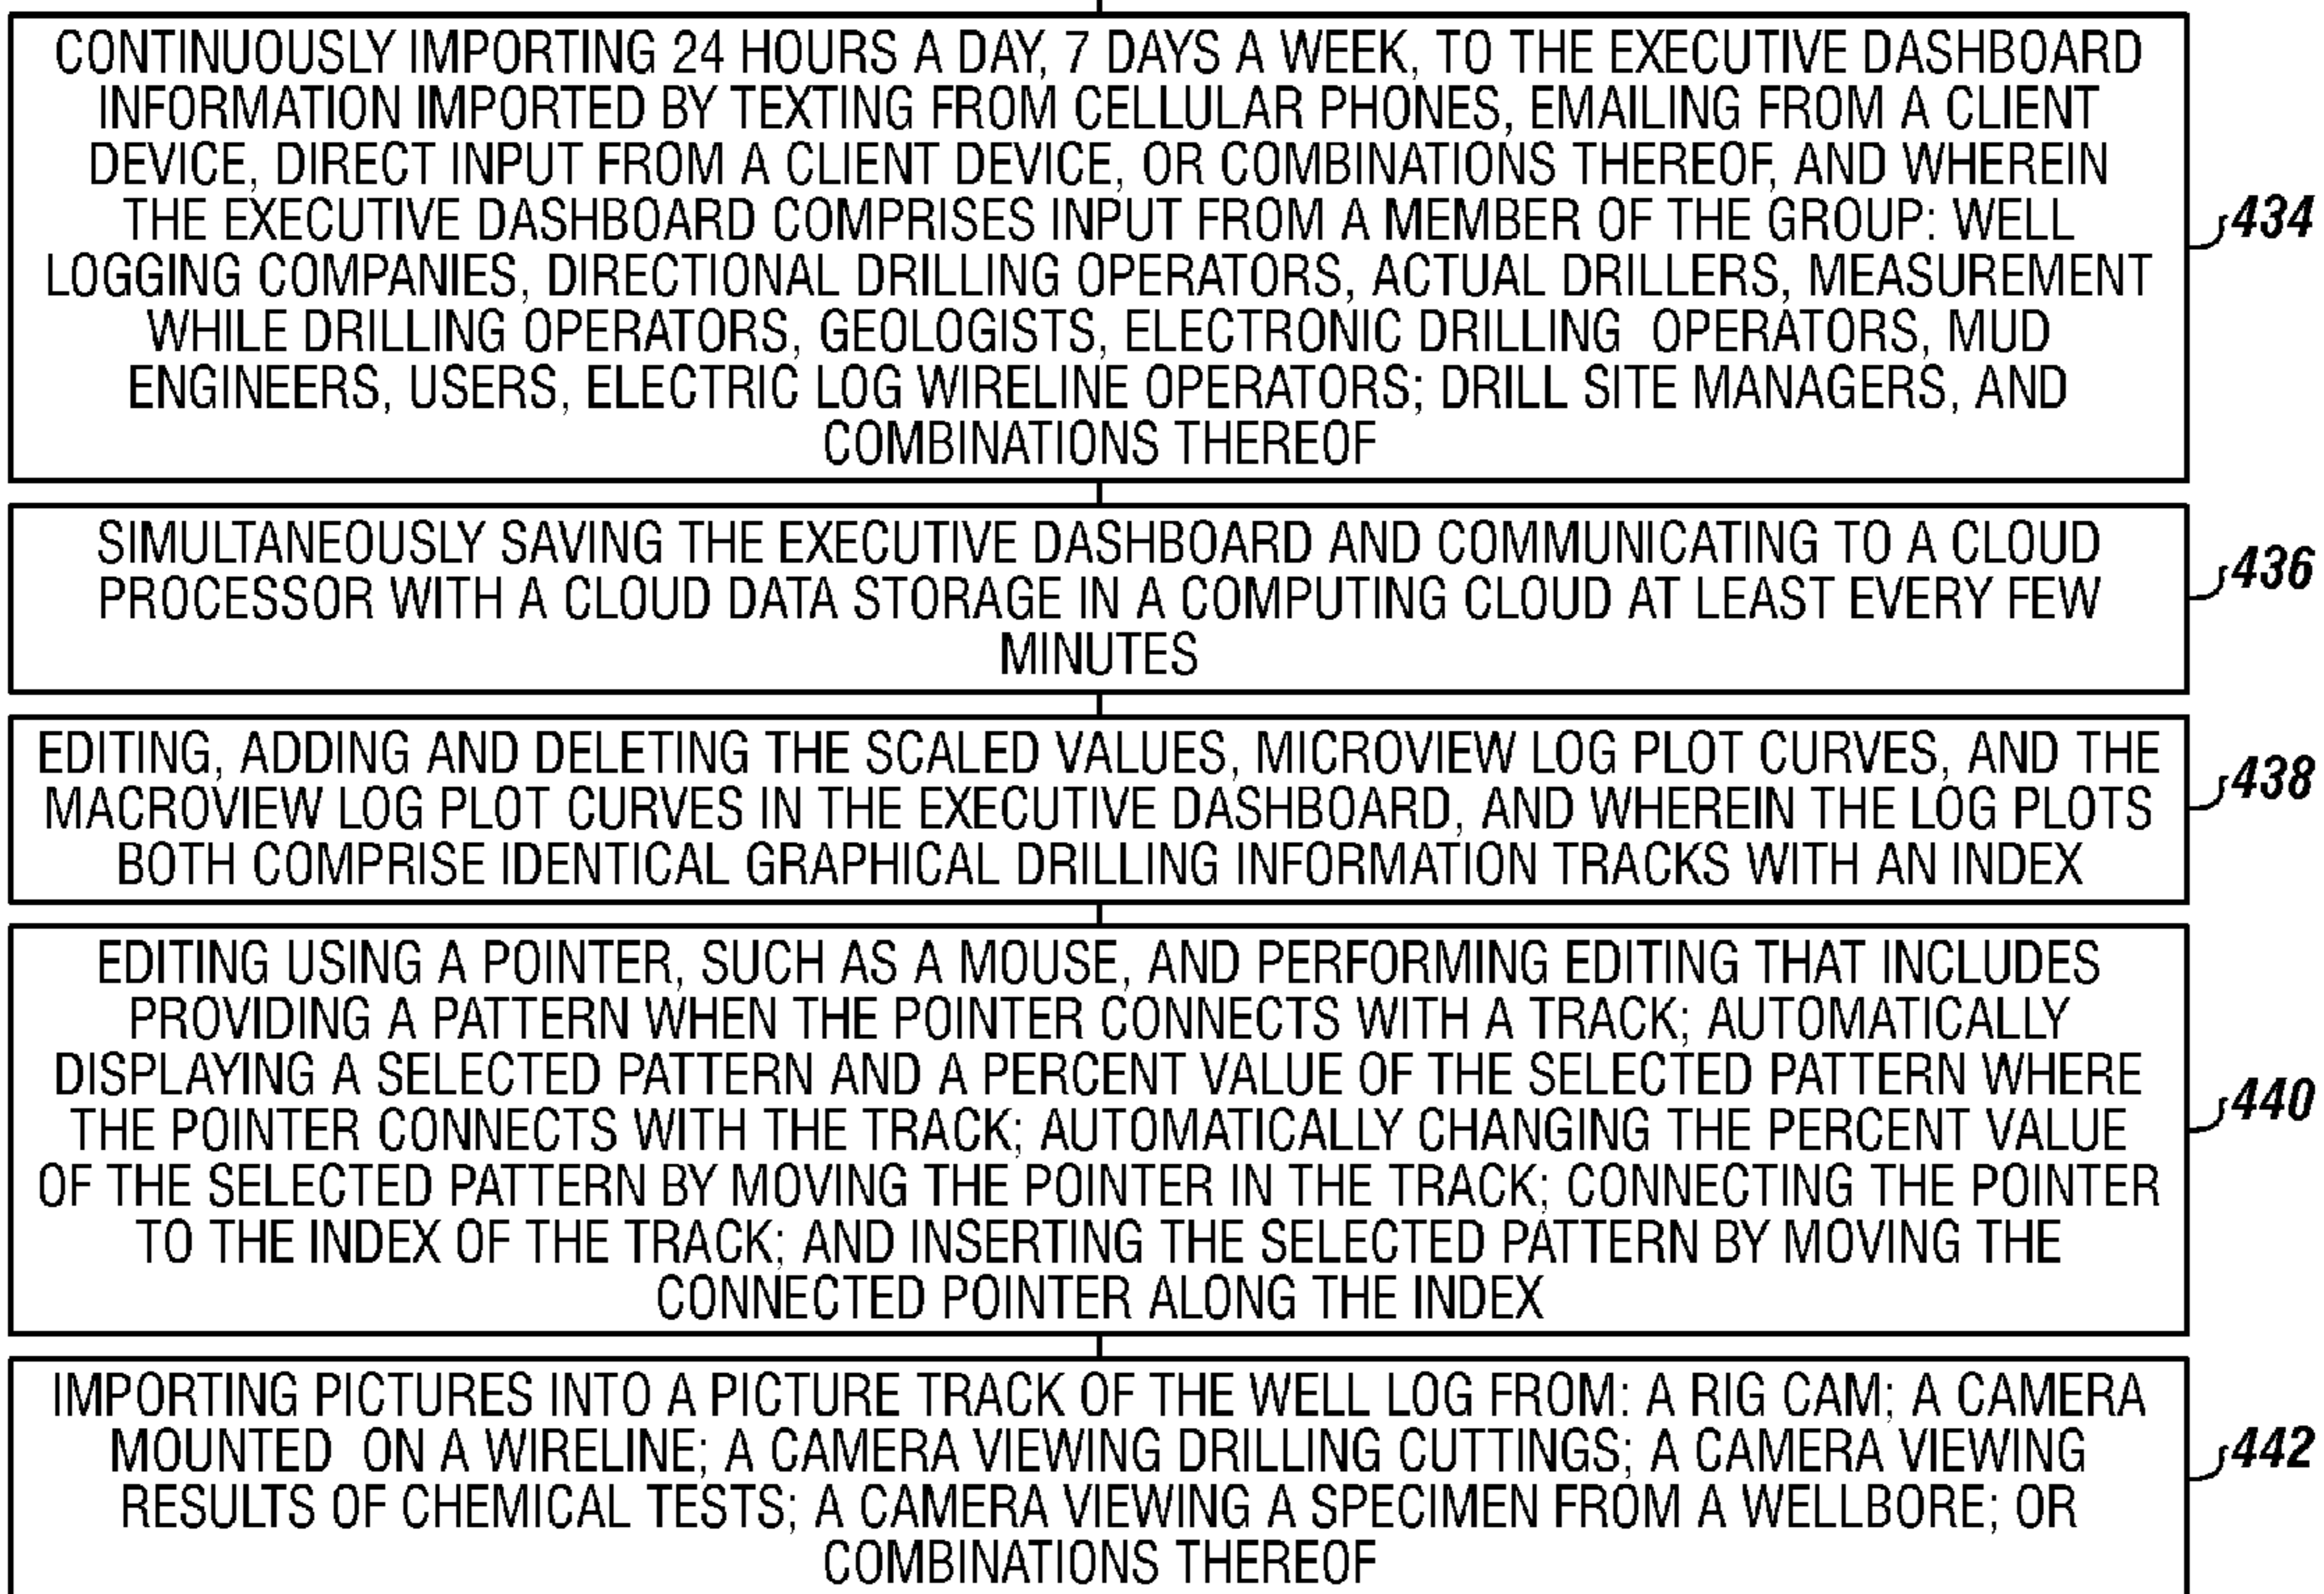 CONTINUOUSLY IMPORTING 24 HOURS A DAY, 7 DAYS A WEEK, TO THE EXECUTIVE DASHBOARD
INFORMATION IMPORTED BY TEXTING FROM CELLULAR PHONES, EMAILING FROM A CLIENT
DEVICE, DIRECT INPUT FROM A CLIENT DEVICE, OR COMBINATIONS THEREOF, AND WHEREIN
THE EXECUTIVE DASHBOARD COMPRISES INPUT FROM A MEMBER OF THE GROUP: WELL
LOGGING COMPANIES, DIRECTIONAL DRILLING OPERATORS, ACTUAL DRILLERS, MEASUREMENT
WHILE DRILLING OPERATORS, GEOLOGISTS, ELECTRONIC DRILLING OPERATORS, MUD
ENGINEERS, USERS, ELECTRIC LOG WIRELINE OPERATORS; DRILL SITE MANAGERS, AND
COMBINATIONS THEREOF
434
SIMULTANEOUSLY SAVING THE EXECUTIVE DASHBOARD AND COMMUNICATING TO A CLOUD
PROCESSOR WITH A CLOUD DATA STORAGE IN A COMPUTING CLOUD AT LEAST EVERY FEW
MINUTES
436
EDITING, ADDING AND DELETING THE SCALED VALUES, MICROVIEW LOG PLOT CURVES, AND THE
MACROVIEW LOG PLOT CURVES IN THE EXECUTIVE DASHBOARD, AND WHEREIN THE LOG PLOTS
BOTH COMPRISE IDENTICAL GRAPHICAL DRILLING INFORMATION TRACKS WITH AN INDEX
438
EDITING USING A POINTER, SUCH AS A MOUSE, AND PERFORMING EDITING THAT INCLUDES
PROVIDING A PATTERN WHEN THE POINTER CONNECTS WITH A TRACK; AUTOMATICALLY
DISPLAYING A SELECTED PATTERN AND A PERCENT VALUE OF THE SELECTED PATTERN WHERE
THE POINTER CONNECTS WITH THE TRACK; AUTOMATICALLY CHANGING THE PERCENT VALUE
OF THE SELECTED PATTERN BY MOVING THE POINTER IN THE TRACK; CONNECTING THE POINTER
TO THE INDEX OF THE TRACK; AND INSERTING THE SELECTED PATTERN BY MOVING THE
CONNECTED POINTER ALONG THE INDEX
440
IMPORTING PICTURES INTO A PICTURE TRACK OF THE WELL LOG FROM: A RIG CAM; A CAMERA
MOUNTED ON A WIRELINE; A CAMERA VIEWING DRILLING CUTTINGS; A CAMERA VIEWING
RESULTS OF CHEMICAL TESTS; A CAMERA VIEWING A SPECIMEN FROM A WELLBORE; OR
COMBINATIONS THEREOF
442